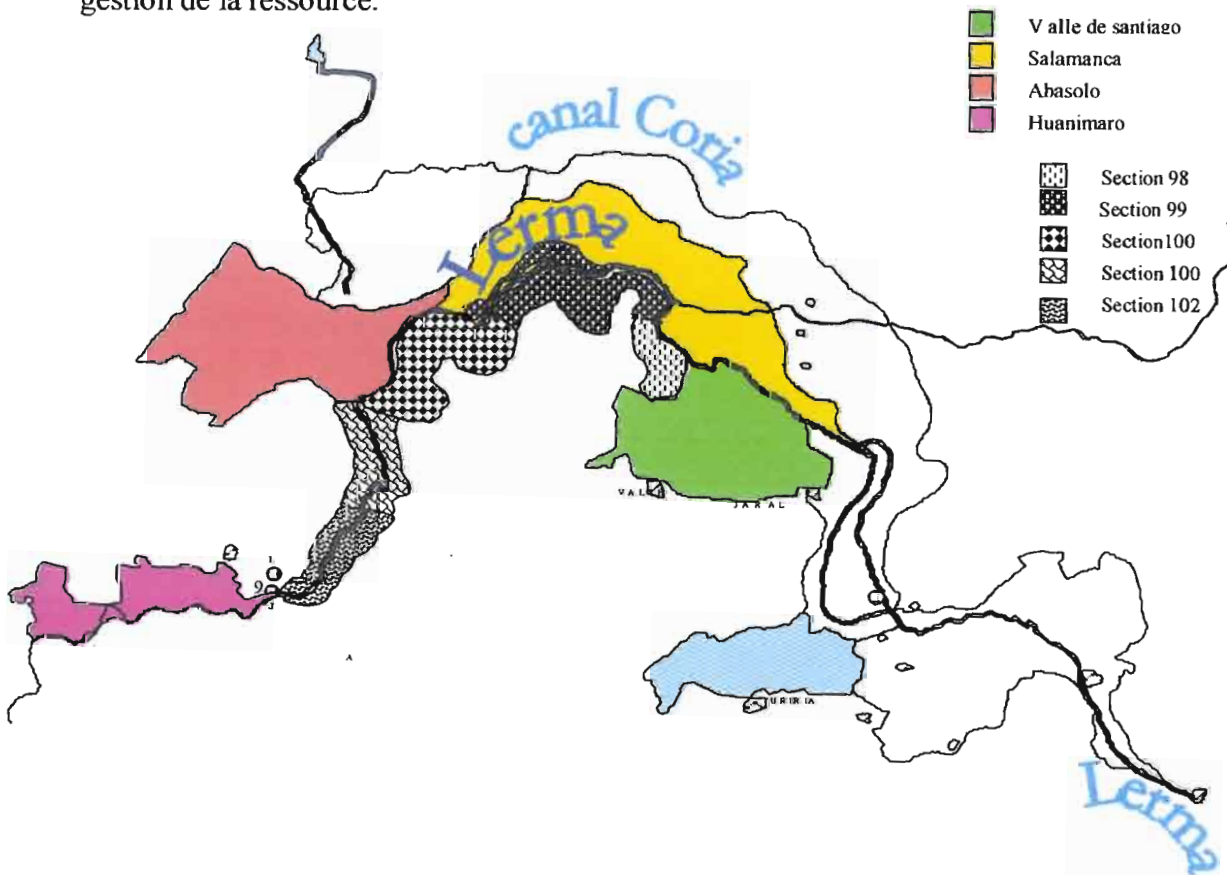 gestion de la ressource.
V alle de santiago
Salamanca
Abasolo
Huanimaro
canal Coria
Lerma
Section 98
Section 99
Section100
Section 100
Section 102
JARAL
9
A
URIRIA
Lerma